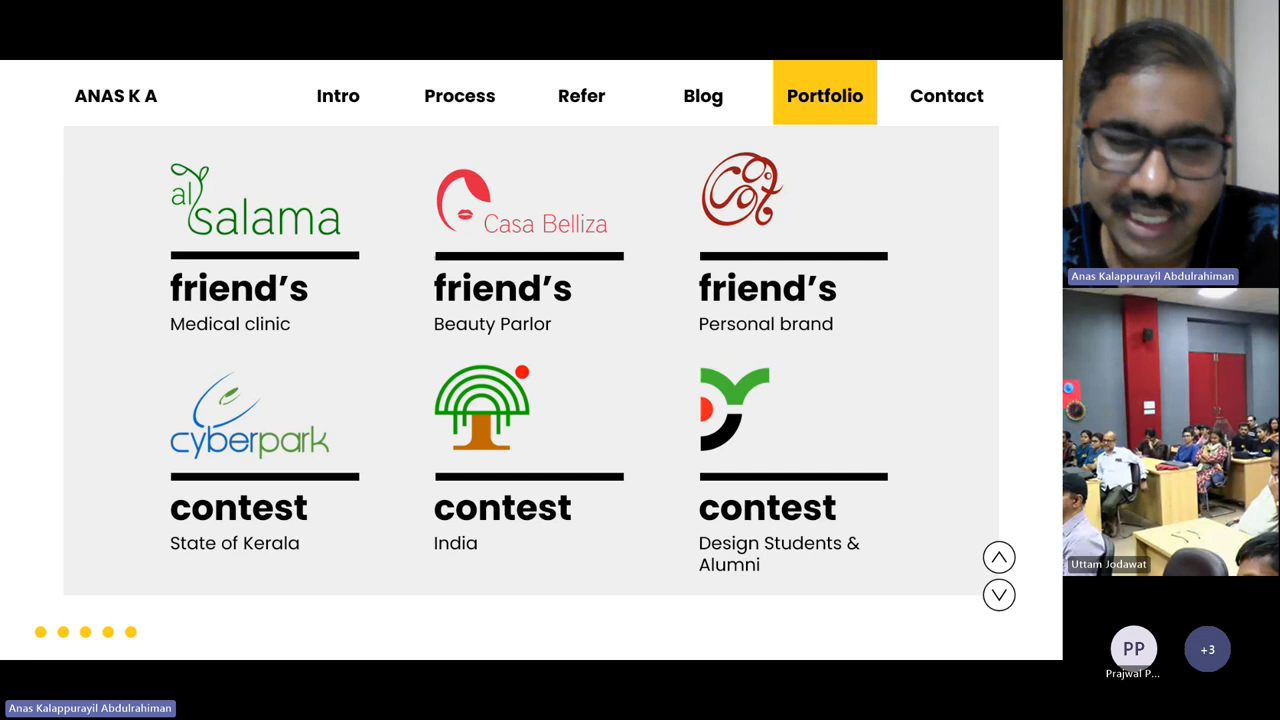 ANAS K A
Intro
Process
Refer
Blog
Portfolio
Contact
al salama
Casa Belliza
friend's
friend's
friend's
Medical clinic
Beauty Parlor
Personal brand
cyberpark
contest
contest
contest
State of Kerala
India
Design Students &
Alumni
Anas Kalappurayil Abdulrahiman
Uttam Jodawat
PP
Prajwal P...
+3
Anas Kalappurayil Abdulrahiman